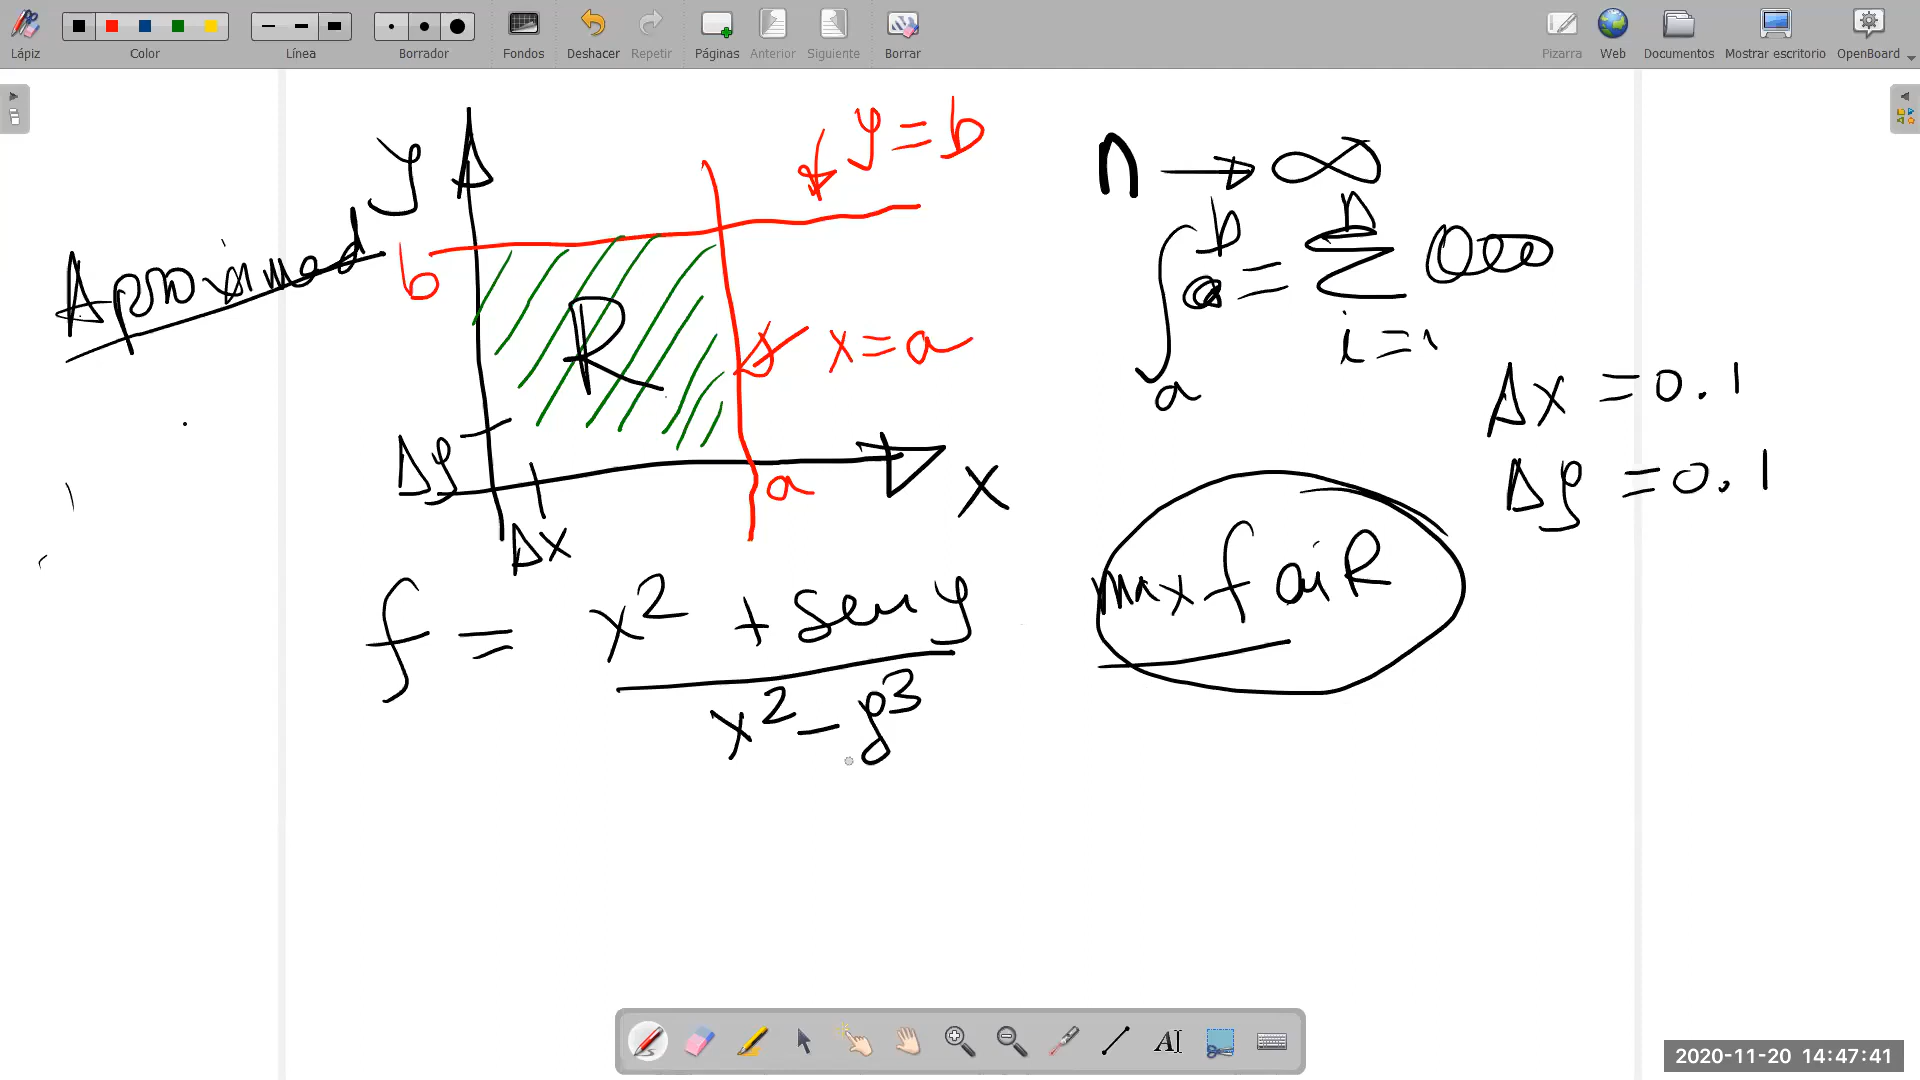 Lápiz Color Línea Borrador Fondos Deshacer Repetir Páginas Anterior Siguiente Borrar Pizarra Web Documentos Mostrar escritorio OpenBoard
y
y = b
n → ∞
Aproximad
b
R
x = a
∫ a b = ∑ i=1 n
Δx = 0.1
Δy = 0.1
Δy
a
x
Δx
f = x² + sen y
x² - y³
max f en R
AI
2020-11-20 14:47:41